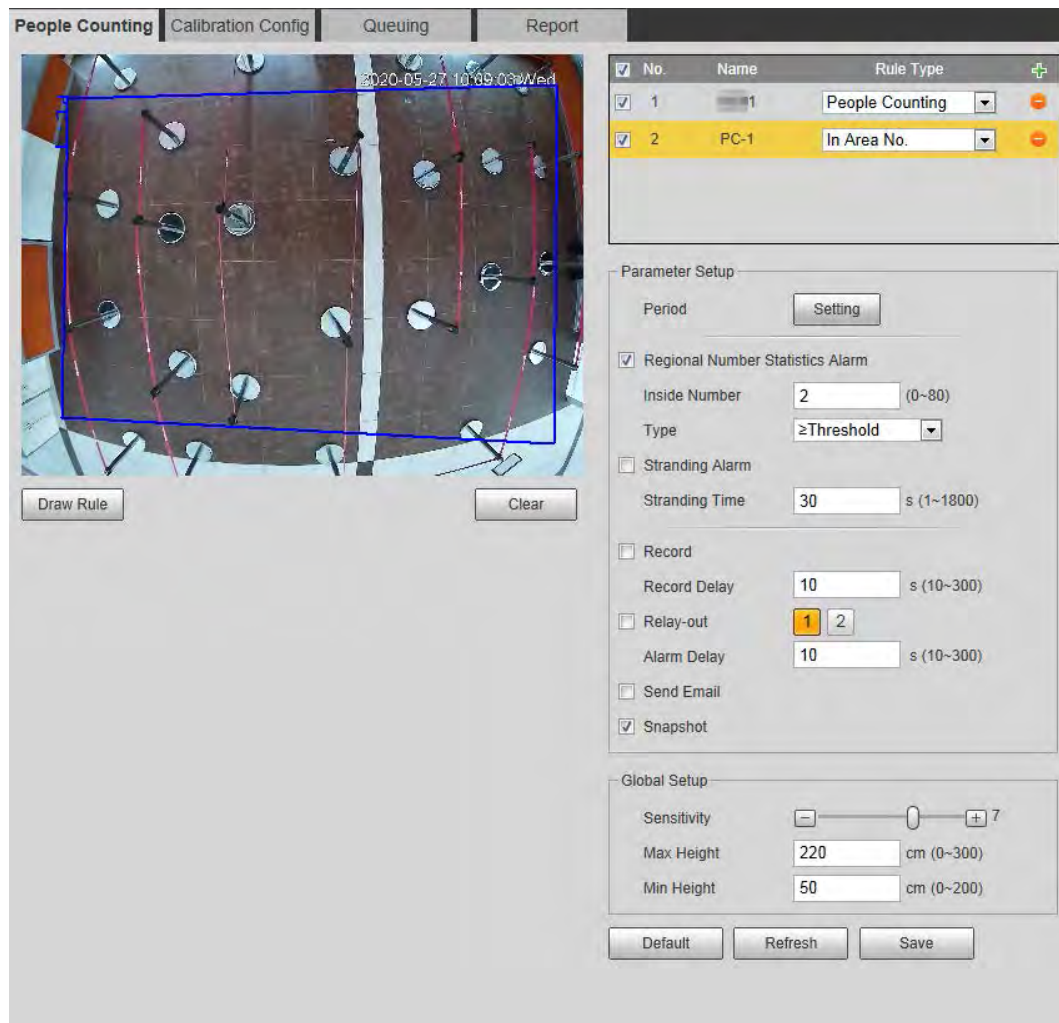 People Counting Calibration Config Queuing Report
2020-05-27 10:09:03 Wed
No. Name Rule Type
1 1 People Counting
2 PC-1 In Area No.
Draw Rule Clear
Parameter Setup
Period Setting
Regional Number Statistics Alarm
Inside Number 2 (0~80)
Type ≥Threshold
Stranding Alarm
Stranding Time 30 s (1~1800)
Record
Record Delay 10 s (10~300)
Relay-out 1 2
Alarm Delay 10 s (10~300)
Send Email
Snapshot
Global Setup
Sensitivity 7
Max Height 220 cm (0~300)
Min Height 50 cm (0~200)
Default Refresh Save